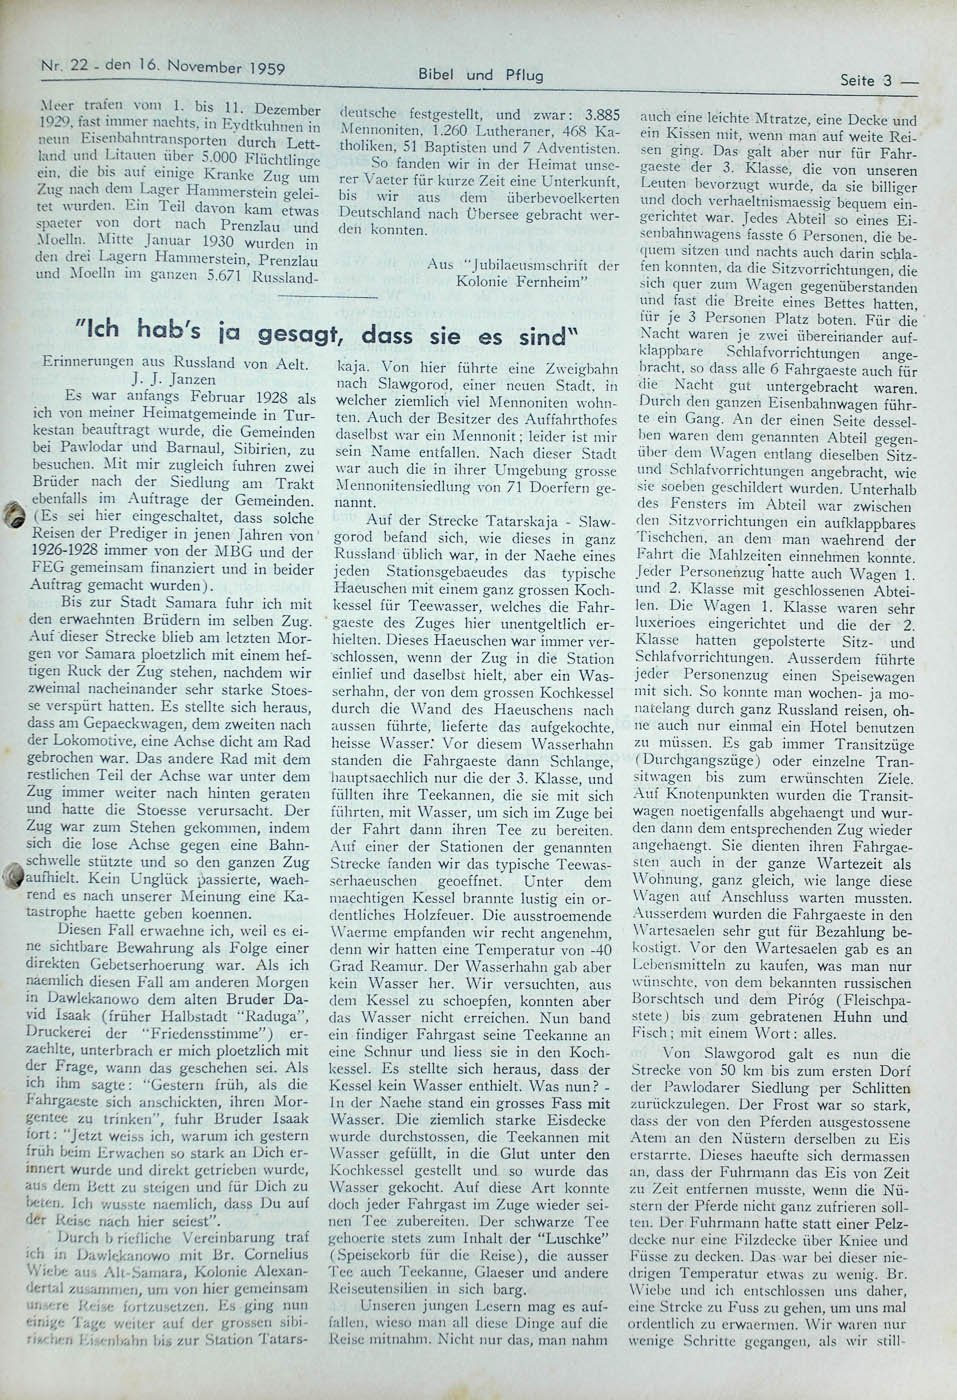 Nr. 22 - den 16. November 1959
Bibel und Pflug
Seite 3 —
Meer trafen vom 1. bis 11. Dezember
1929, fast immer nachts, in Eydtkuhnen in
neun Eisenbahntransporten durch Lett-
land und Litauen über 5.000 Flüchtlinge
ein, die bis auf einige Kranke Zug um
Zug nach dem Lager Hammerstein gelei-
tet wurden. Ein Teil davon kam etwas
spaeter von dort nach Prenzlau und
Moelln. Mitte Januar 1930 wurden in
den drei Lagern Hammerstein, Prenzlau
und Moelln im ganzen 5.671 Russland-
deutsche festgestellt, und zwar: 3.885
Mennoniten, 1.260 Lutheraner, 468 Ka-
tholiken, 51 Baptisten und 7 Adventisten.
So fanden wir in der Heimat unse-
rer Vaeter für kurze Zeit eine Unterkunft,
bis wir aus dem überbevoelkerten
Deutschland nach Übersee gebracht wer-
den konnten.
Aus "Jubilaeusmschrift der
Kolonie Fernheim"
"Ich hab's ja gesagt, dass sie es sind"
Erinnerungen aus Russland von Aelt.
J. J. Janzen
Es war anfangs Februar 1928 als
ich von meiner Heimatgemeinde in Tur-
kestan beauftragt wurde, die Gemeinden
bei Pawlodar und Barnaul, Sibirien, zu
besuchen. Mit mir zugleich fuhren zwei
Brüder nach der Siedlung am Trakt
ebenfalls im Auftrage der Gemeinden.
(Es sei hier eingeschaltet, dass solche
Reisen der Prediger in jenen Jahren von
1926-1928 immer von der MBG und der
FEG gemeinsam finanziert und in beider
Auftrag gemacht wurden).
Bis zur Stadt Samara fuhr ich mit
den erwaehnten Brüdern im selben Zug.
Auf dieser Strecke blieb am letzten Mor-
gen vor Samara ploetzlich mit einem hef-
tigen Ruck der Zug stehen, nachdem wir
zweimal nacheinander sehr starke Stoes-
se verspürt hatten. Es stellte sich heraus,
dass am Gepaeckwagen, dem zweiten nach
der Lokomotive, eine Achse dicht am Rad
gebrochen war. Das andere Rad mit dem
restlichen Teil der Achse war unter dem
Zug immer weiter nach hinten geraten
und hatte die Stoesse verursacht. Der
Zug war zum Stehen gekommen, indem
sich die lose Achse gegen eine Bahn-
schwelle stützte und so den ganzen Zug
aufhielt. Kein Unglück passierte, waeh-
rend es nach unserer Meinung eine Ka-
tastrophe haette geben koennen.
Diesen Fall erwaehne ich, weil es ei-
ne sichtbare Bewahrung als Folge einer
direkten Gebetserhoerung war. Als ich
naemlich diesen Fall am anderen Morgen
in Dawlekanowo dem alten Bruder Da-
vid Isaak (früher Halbstadt "Raduga",
Druckerei der "Friedensstimme") er-
zaehlte, unterbrach er mich ploetzlich mit
der Frage, wann das geschehen sei. Als
ich ihm sagte: "Gestern früh, als die
Fahrgaeste sich anschickten, ihren Mor-
gentee zu trinken", fuhr Bruder Isaak
fort: "Jetzt weiss ich, warum ich gestern
früh beim Erwachen so stark an Dich er-
innert wurde und direkt getrieben wurde,
aus dem Bett zu steigen und für Dich zu
beten. Ich wusste naemlich, dass Du auf
der Reise nach hier seiest".
Durch briefliche Vereinbarung traf
ich in Dawlekanowo mit Br. Cornelius
Wiebe aus Alt-Samara, Kolonie Alexan-
dertal zusammen, um von hier gemeinsam
unsere Reise fortzusetzen. Es ging nun
einige Tage weiter auf der grossen sibi-
rischen Eisenbahn bis zur Station Tatars-
kaja. Von hier führte eine Zweigbahn
nach Slawgorod, einer neuen Stadt, in
welcher ziemlich viel Mennoniten wohn-
ten. Auch der Besitzer des Auffahrthofes
daselbst war ein Mennonit; leider ist mir
sein Name entfallen. Nach dieser Stadt
war auch die in ihrer Umgebung grosse
Mennonitensiedlung von 71 Doerfern ge-
nannt.
Auf der Strecke Tatarskaja - Slaw-
gorod befand sich, wie dieses in ganz
Russland üblich war, in der Naehe eines
jeden Stationsgebaeudes das typische
Haeuschen mit einem ganz grossen Koch-
kessel für Teewasser, welches die Fahr-
gaeste des Zuges hier unentgeltlich er-
hielten. Dieses Haeuschen war immer ver-
schlossen, wenn der Zug in die Station
einlief und daselbst hielt, aber ein Was-
serhahn, der von dem grossen Kochkessel
durch die Wand des Haeuschens nach
aussen führte, lieferte das aufgekochte,
heisse Wasser. Vor diesem Wasserhahn
standen die Fahrgaeste dann Schlange,
hauptsaechlich nur die der 3. Klasse, und
füllten ihre Teekannen, die sie mit sich
führten, mit Wasser, um sich im Zuge bei
der Fahrt dann ihren Tee zu bereiten.
Auf einer der Stationen der genannten
Strecke fanden wir das typische Teewas-
serhaeuschen geoeffnet. Unter dem
maechtigen Kessel brannte lustig ein or-
dentliches Holzfeuer. Die ausstroemende
Waerme empfanden wir recht angenehm,
denn wir hatten eine Temperatur von -40
Grad Reamur. Der Wasserhahn gab aber
kein Wasser her. Wir versuchten, aus
dem Kessel zu schoepfen, konnten aber
das Wasser nicht erreichen. Nun band
ein findiger Fahrgast seine Teekanne an
eine Schnur und liess sie in den Koch-
kessel. Es stellte sich heraus, dass der
Kessel kein Wasser enthielt. Was nun? -
In der Naehe stand ein grosses Fass mit
Wasser. Die ziemlich starke Eisdecke
wurde durchstossen, die Teekannen mit
Wasser gefüllt, in die Glut unter den
Kochkessel gestellt und so wurde das
Wasser gekocht. Auf diese Art konnte
doch jeder Fahrgast im Zuge wieder sei-
nen Tee zubereiten. Der schwarze Tee
gehoerte stets zum Inhalt der "Luschke"
(Speisekorb für die Reise), die ausser
Tee auch Teekanne, Glaeser und andere
Reiseutensilien in sich barg.
Unseren jungen Lesern mag es auf-
fallen, wieso man all diese Dinge auf die
Reise mitnahm. Nicht nur das, man nahm
auch eine leichte Mtratze, eine Decke und
ein Kissen mit, wenn man auf weite Rei-
sen ging. Das galt aber nur für Fahr-
gaeste der 3. Klasse, die von unseren
Leuten bevorzugt wurde, da sie billiger
und doch verhaeltnismaessig bequem ein-
gerichtet war. Jedes Abteil so eines Ei-
senbahnwagens fasste 6 Personen, die be-
quem sitzen und nachts auch darin schla-
fen konnten, da die Sitzvorrichtungen, die
sich quer zum Wagen gegenüberstanden
und fast die Breite eines Bettes hatten,
für je 3 Personen Platz boten. Für die
Nacht waren je zwei übereinander auf-
klappbare Schlafvorrichtungen ange-
bracht, so dass alle 6 Fahrgaeste auch für
die Nacht gut untergebracht waren.
Durch den ganzen Eisenbahnwagen führ-
te ein Gang. An der einen Seite dessel-
ben waren dem genannten Abteil gegen-
über dem Wagen entlang dieselben Sitz-
und Schlafvorrichtungen angebracht, wie
sie soeben geschildert wurden. Unterhalb
des Fensters im Abteil war zwischen
den Sitzvorrichtungen ein aufklappbares
Tischchen, an dem man waehrend der
Fahrt die Mahlzeiten einnehmen konnte.
Jeder Personenzug hatte auch Wagen 1.
und 2. Klasse mit geschlossenen Abtei-
len. Die Wagen 1. Klasse waren sehr
luxerioes eingerichtet und die der 2.
Klasse hatten gepolsterte Sitz- und
Schlafvorrichtungen. Ausserdem führte
jeder Personenzug einen Speisewagen
mit sich. So konnte man wochen- ja mo-
natelang durch ganz Russland reisen, oh-
ne auch nur einmal ein Hotel benutzen
zu müssen. Es gab immer Transitzüge
(Durchgangszüge) oder einzelne Tran-
sitwagen bis zum erwünschten Ziele.
Auf Knotenpunkten wurden die Transit-
wagen noetigenfalls abgehaengt und wur-
den dann dem entsprechenden Zug wieder
angehaengt. Sie dienten ihren Fahrgae-
sten auch in der ganze Wartezeit als
Wohnung, ganz gleich, wie lange diese
Wagen auf Anschluss warten mussten.
Ausserdem wurden die Fahrgaeste in den
Wartesaelen sehr gut für Bezahlung be-
kostigt. Vor den Wartesaelen gab es an
Lebensmitteln zu kaufen, was man nur
wünschte, von dem bekannten russischen
Borschtsch und dem Piróg (Fleischpa-
stete) bis zum gebratenen Huhn und
Fisch; mit einem Wort: alles.
Von Slawgorod galt es nun die
Strecke von 50 km bis zum ersten Dorf
der Pawlodarer Siedlung per Schlitten
zurückzulegen. Der Frost war so stark,
dass der von den Pferden ausgestossene
Atem an den Nüstern derselben zu Eis
erstarrte. Dieses haeufte sich dermassen
an, dass der Fuhrmann das Eis von Zeit
zu Zeit entfernen musste, wenn die Nü-
stern der Pferde nicht ganz zufrieren soll-
ten. Der Fuhrmann hatte statt einer Pelz-
decke nur eine Filzdecke über Kniee und
Füsse zu decken. Das war bei dieser nie-
drigen Temperatur etwas zu wenig. Br.
Wiebe und ich entschlossen uns daher,
eine Strcke zu Fuss zu gehen, um uns mal
ordentlich zu erwaermen. Wir waren nur
wenige Schritte gegangen, als wir still-